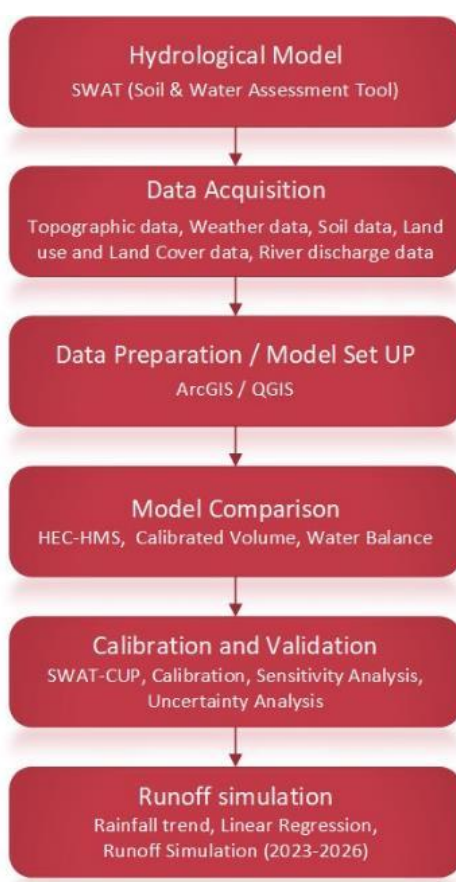 Hydrological Model
SWAT (Soil & Water Assessment Tool)
Data Acquisition
Topographic data, Weather data, Soil data, Land
use and Land Cover data, River discharge data
Data Preparation / Model Set UP
ArcGIS / QGIS
Model Comparison
HEC-HMS, Calibrated Volume, Water Balance
Calibration and Validation
SWAT-CUP, Calibration, Sensitivity Analysis,
Uncertainty Analysis
Runoff simulation
Rainfall trend, Linear Regression,
Runoff Simulation (2023-2026)